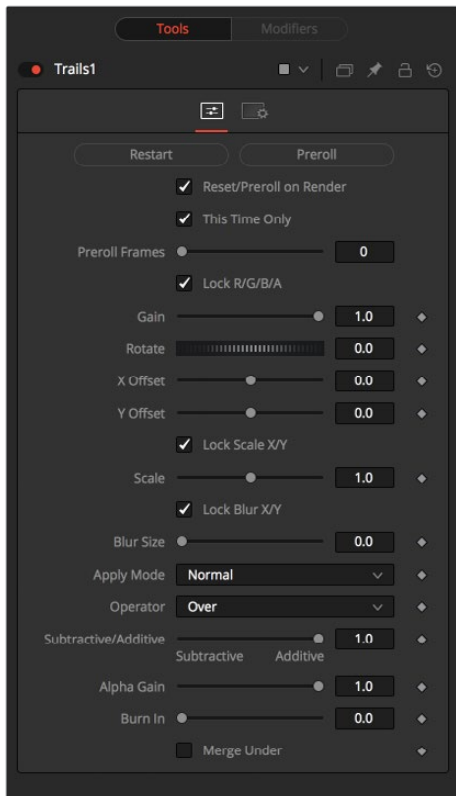 Tools Modifiers
Trails1
Restart Preroll
Reset/Preroll on Render
This Time Only
Preroll Frames 0
Lock R/G/B/A
Gain 1.0
Rotate 0.0
X Offset 0.0
Y Offset 0.0
Lock Scale X/Y
Scale 1.0
Lock Blur X/Y
Blur Size 0.0
Apply Mode Normal
Operator Over
Subtractive/Additive 1.0
Subtractive Additive
Alpha Gain 1.0
Burn In 0.0
Merge Under